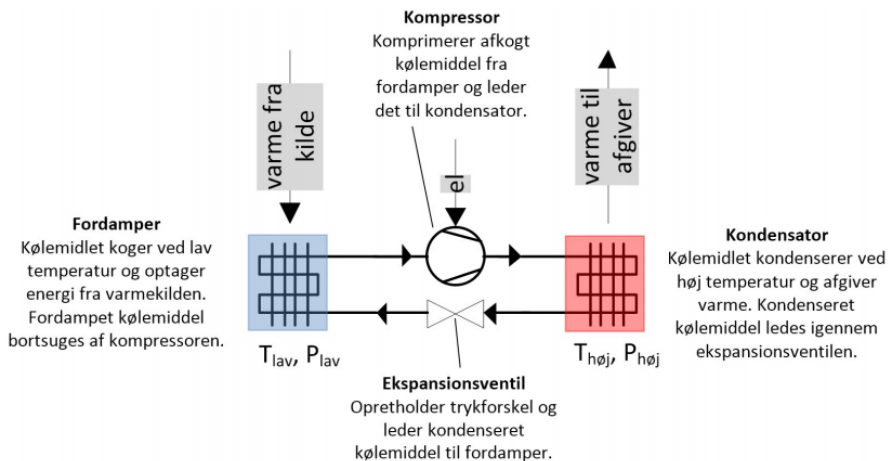 Kompressor
Komprimerer afkogt
kølemiddel fra
fordamper og leder
det til kondensator.
varme fra
kilde
el
varme til
afgiver
Fordamper
Kølemidlet koger ved lav
temperatur og optager
energi fra varmekilden.
Fordampet kølemiddel
bortsuges af kompressoren.
Kondensator
Kølemidlet kondenserer ved
høj temperatur og afgiver
varme. Kondenseret
kølemiddel ledes igennem
ekspansionsventilen.
Tlav, Plav
Thøj, Phøj
Ekspansionsventil
Opretholder trykforskel og
leder kondenseret
kølemiddel til fordamper.